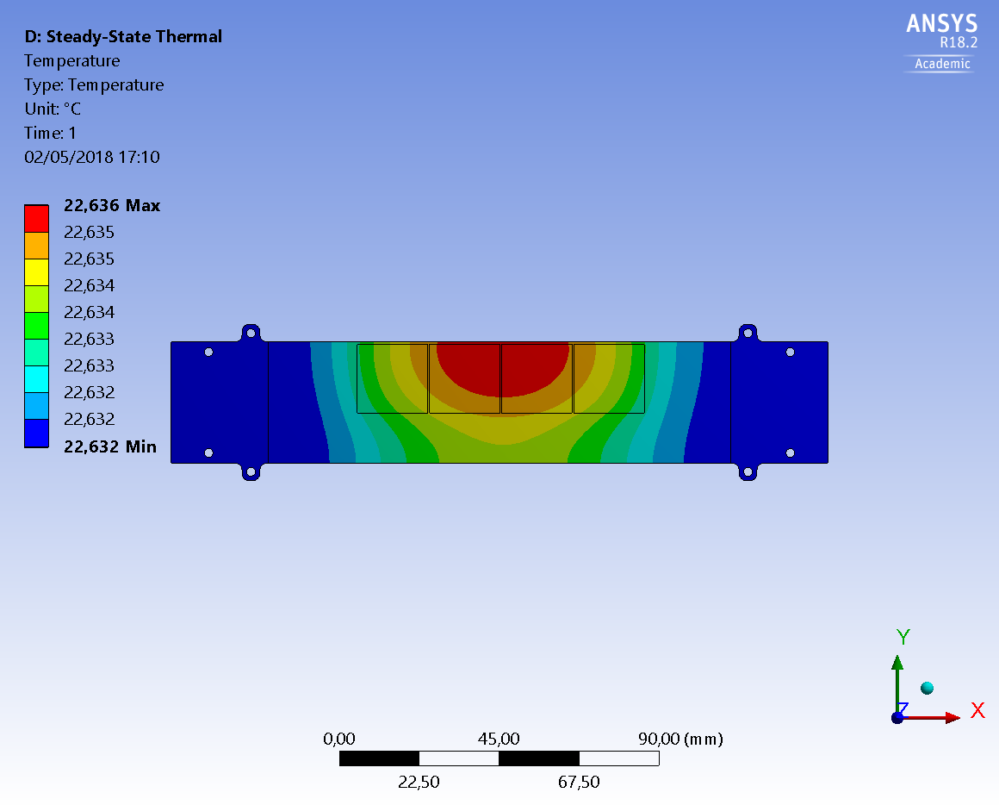 D: Steady-State Thermal
Temperature
Type: Temperature
Unit: °C
Time: 1
02/05/2018 17:10
ANSYS
R18.2
Academic
22,636 Max
22,635
22,635
22,634
22,634
22,633
22,633
22,632
22,632
22,632 Min
Y
Z
X
0,00 45,00 90,00 (mm)
22,50 67,50